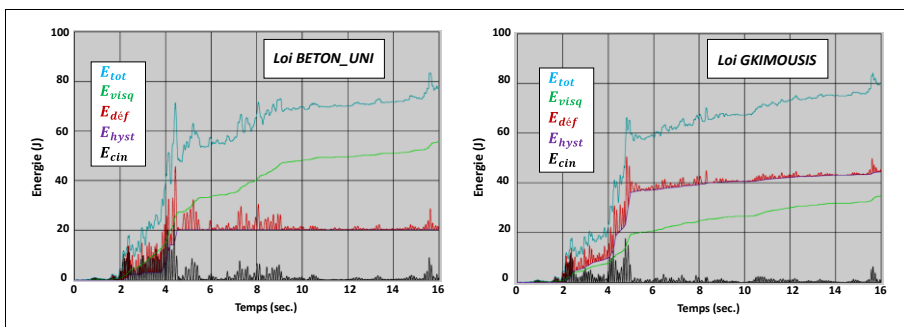 Loi BETON_UNI
E_tot
E_visq
E_déf
E_hyst
E_cin
Energie (J)
100
80
60
40
20
0
0 2 4 6 8 10 12 14 16
Temps (sec.)
Loi GKIMOUSIS
E_tot
E_visq
E_déf
E_hyst
E_cin
Energie (J)
100
80
60
40
20
0
0 2 4 6 8 10 12 14 16
Temps (sec.)